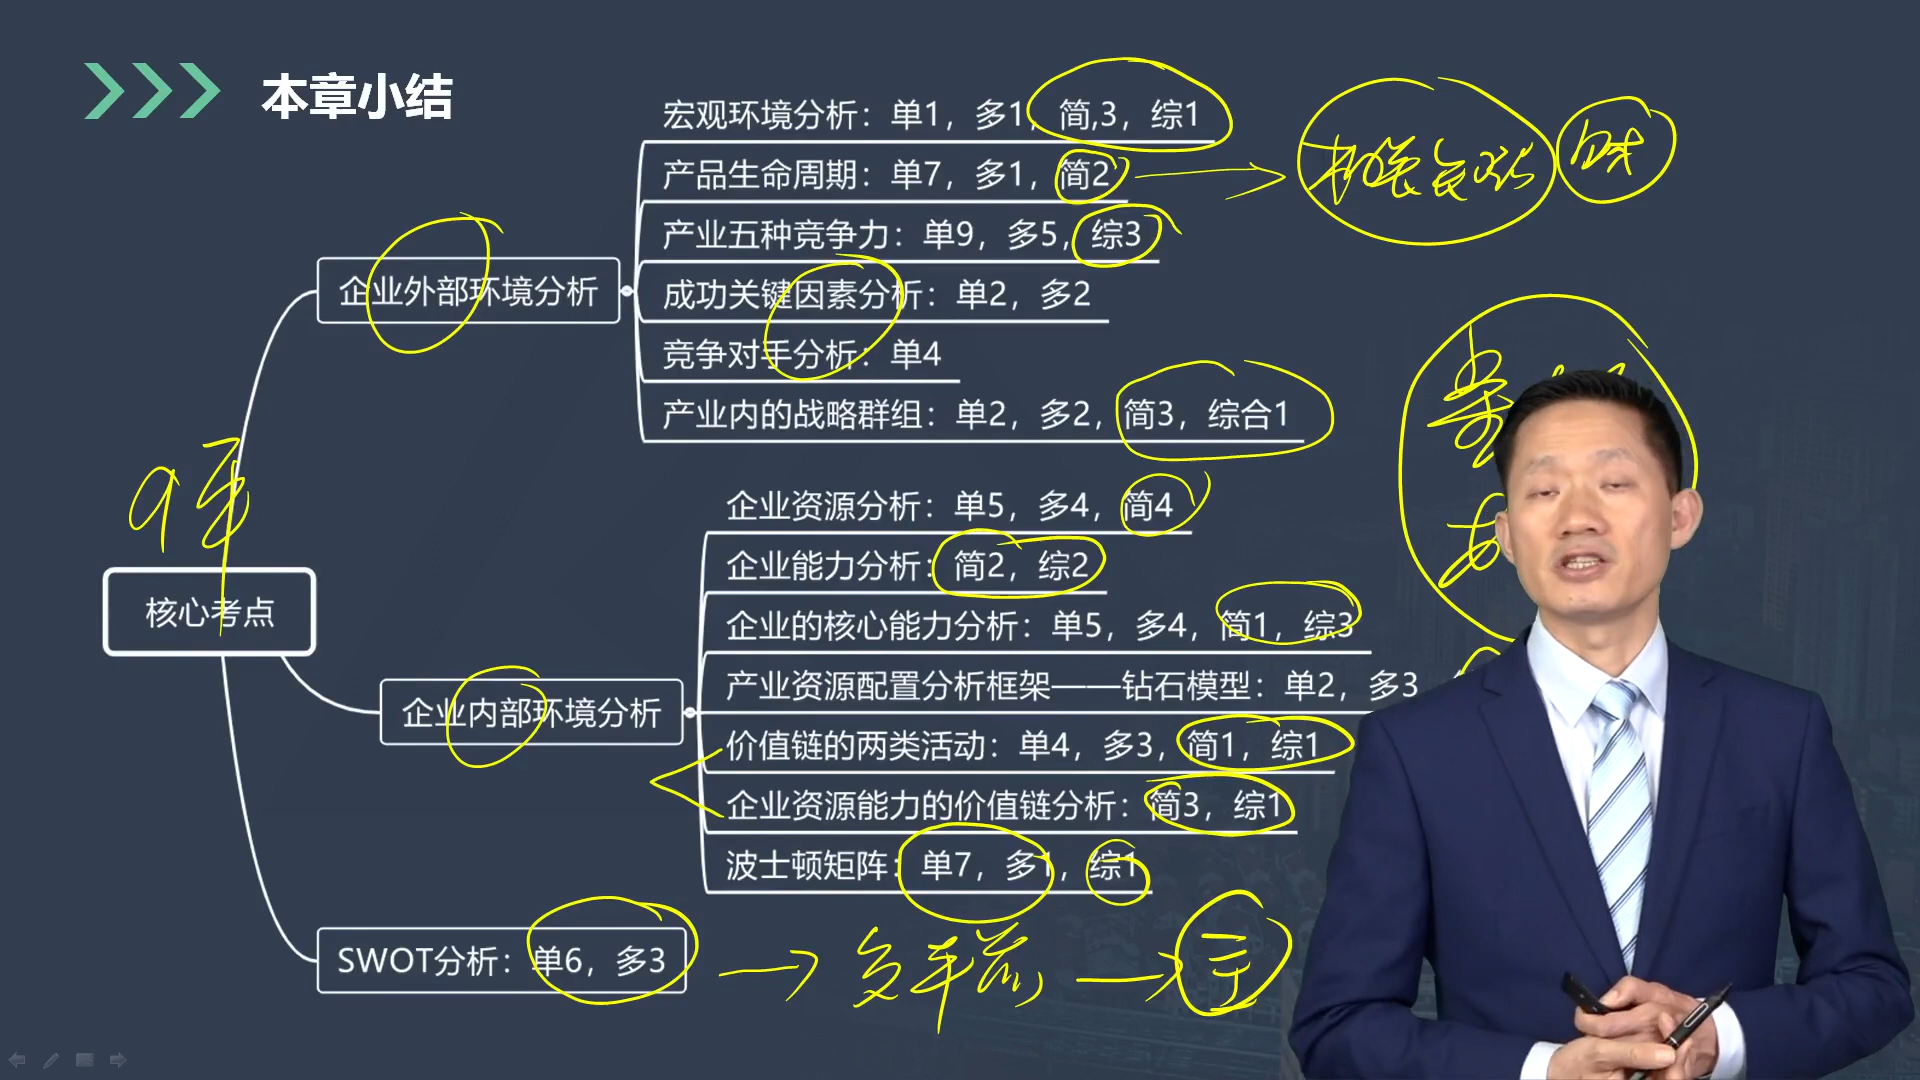 本章小结
宏观环境分析：单1，多1，简,3，综1
产品生命周期：单7，多1，简2
产业五种竞争力：单9，多5，综3
企业外部环境分析
成功关键因素分析：单2，多2
竞争对手分析：单4
产业内的战略群组：单2，多2，简3，综合1
9年
企业资源分析：单5，多4，简4
企业能力分析：简2，综2
核心考点
企业的核心能力分析：单5，多4，简1，综3
产业资源配置分析框架——钻石模型：单2，多3
企业内部环境分析
价值链的两类活动：单4，多3，简1，综1
企业资源能力的价值链分析：简3，综1
波士顿矩阵：单7，多1，综1
SWOT分析：单6，多3